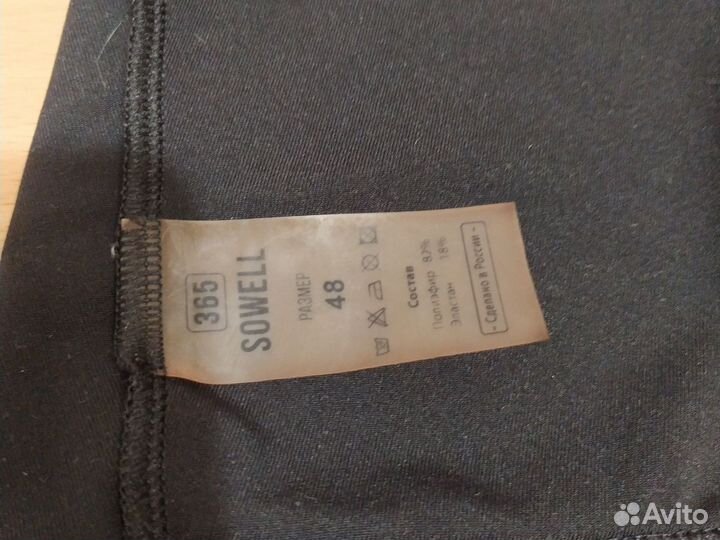 365
SOWELL
РАЗМЕР
48
Состав
Полиэфир 82%
Эластан 18%
- Сделано в России -
Avito